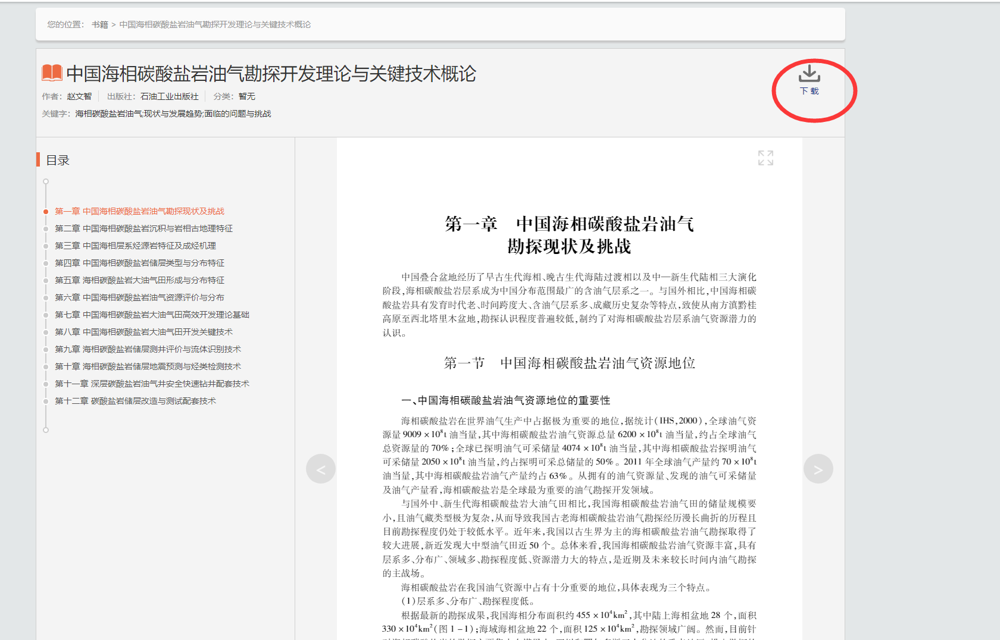 您的位置： 书籍 > 中国海相碳酸盐岩油气勘探开发理论与关键技术概论
中国海相碳酸盐岩油气勘探开发理论与关键技术概论
下 载
作者：赵文智 出版社：石油工业出版社 分类：暂无
关键字：海相碳酸盐岩油气;现状与发展趋势;面临的问题与挑战
目录
第一章 中国海相碳酸盐岩油气勘探现状及挑战
第二章 中国海相碳酸盐岩沉积与岩相古地理特征
第三章 中国海相层系烃源岩特征及成烃机理
第四章 中国海相碳酸盐岩储层类型与分布特征
第五章 海相碳酸盐岩大油气田形成与分布特征
第六章 中国海相碳酸盐岩油气资源评价与分布
第七章 中国海相碳酸盐岩大油气田高效开发理论基础
第八章 中国海相碳酸盐岩大油气田开发关键技术
第九章 海相碳酸盐岩储层测井评价与流体识别技术
第十章 海相碳酸盐岩储层地震预测与烃类检测技术
第十一章 深层碳酸盐岩油气井安全快速钻井配套技术
第十二章 碳酸盐岩储层改造与测试配套技术
<
>
第一章 中国海相碳酸盐岩油气
勘探现状及挑战
中国叠合盆地经历了早古生代海相、晚古生代海陆过渡相以及中—新生代陆相三大演化
阶段,海相碳酸盐岩层系成为中国分布范围最广的含油气层系之一。与国外相比,中国海相碳
酸盐岩具有发育时代老、时间跨度大、含油气层系多、成藏历史复杂等特点,致使从南方滇黔桂
高原至西北塔里木盆地,勘探认识程度普遍较低,制约了对海相碳酸盐岩层系油气资源潜力的
认识。
第一节 中国海相碳酸盐岩油气资源地位
一、中国海相碳酸盐岩油气资源地位的重要性
海相碳酸盐岩在世界油气生产中占据极为重要的地位,据统计(IHS,2000),全球油气资
源量 9009×10⁸t 油当量,其中海相碳酸盐岩油气资源总量 6200×10⁸t 油当量,约占全球油气
总资源量的 70%;全球已探明油气可采储量 4074×10⁸t 油当量,其中海相碳酸盐岩探明油气
可采储量 2050×10⁸t 油当量,约占探明可采总储量的 50%。2011 年全球油气产量约 70×10⁸t
油当量,其中海相碳酸盐岩油气产量约占 63%。从拥有的油气资源量、发现的油气可采储量
及油气产量看,海相碳酸盐岩是全球最为重要的油气勘探开发领域。
与国外中、新生代海相碳酸盐岩大油气田相比,我国海相碳酸盐岩油气田的储量规模要
小,且油气藏类型极为复杂,从而导致我国古老海相碳酸盐岩油气勘探经历漫长曲折的历程且
目前勘探程度仍处于较低水平。近年来,我国以古生界为主的海相碳酸盐岩油气勘探取得了
较大进展,新近发现大中型油气田近 50 个。总体来看,我国海相碳酸盐岩油气资源丰富,具有
层系多、分布广、领域多、勘探程度低、资源潜力大的特点,是近期及未来较长时间内油气勘探
的主战场。
海相碳酸盐岩在我国油气资源中占有十分重要的地位,具体表现为三个特点。
(1)层系多、分布广、勘探程度低。
根据最新的勘探成果,我国海相分布面积约 455×10⁴km²,其中陆上海相盆地 28 个,面积
330×10⁴km²(图 1-1);海域海相盆地 22 个,面积 125×10⁴km²,勘探领域广阔。然而,目前针